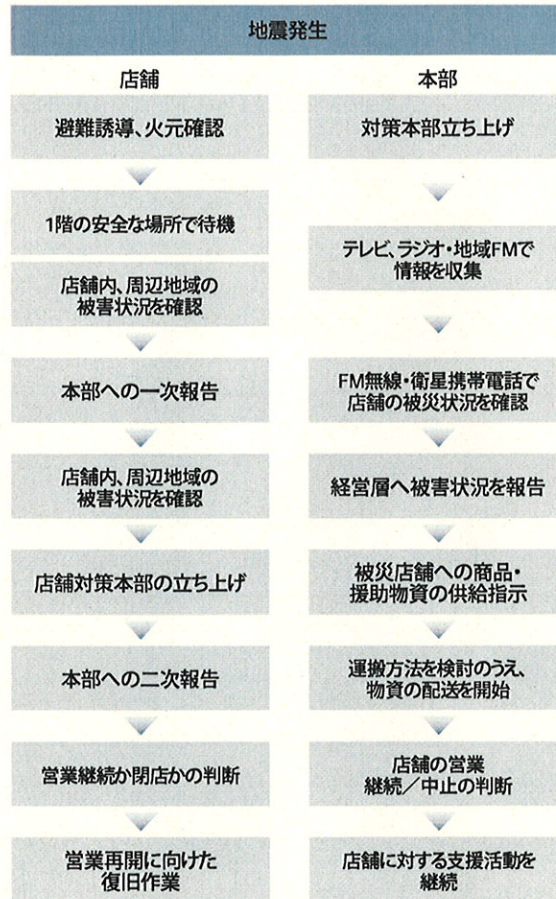 地震発生
店舗
避難誘導、火元確認
1階の安全な場所で待機
店舗内、周辺地域の
被害状況を確認
本部への一次報告
店舗内、周辺地域の
被害状況を確認
店舗対策本部の立ち上げ
本部への二次報告
営業継続か閉店かの判断
営業再開に向けた
復旧作業
本部
対策本部立ち上げ
テレビ、ラジオ・地域FMで
情報を収集
FM無線・衛星携帯電話で
店舗の被災状況を確認
経営層へ被害状況を報告
被災店舗への商品・
援助物資の供給指示
運搬方法を検討のうえ、
物資の配送を開始
店舗の営業
継続／中止の判断
店舗に対する支援活動を
継続